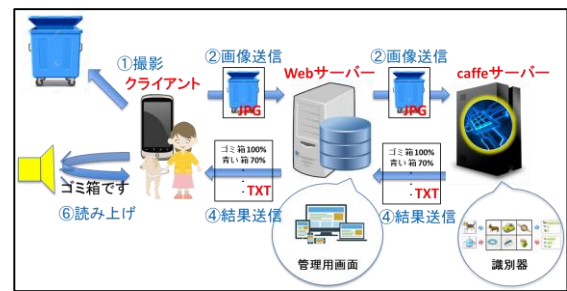 ①撮影
クライアント
②画像送信
JPG
Webサーバー
②画像送信
JPG
caffeサーバー
ゴミ箱100%
青い箱70%
TXT
④結果送信
ゴミ箱100%
青い箱70%
TXT
④結果送信
ゴミ箱です
⑥読み上げ
管理用画面
識別器